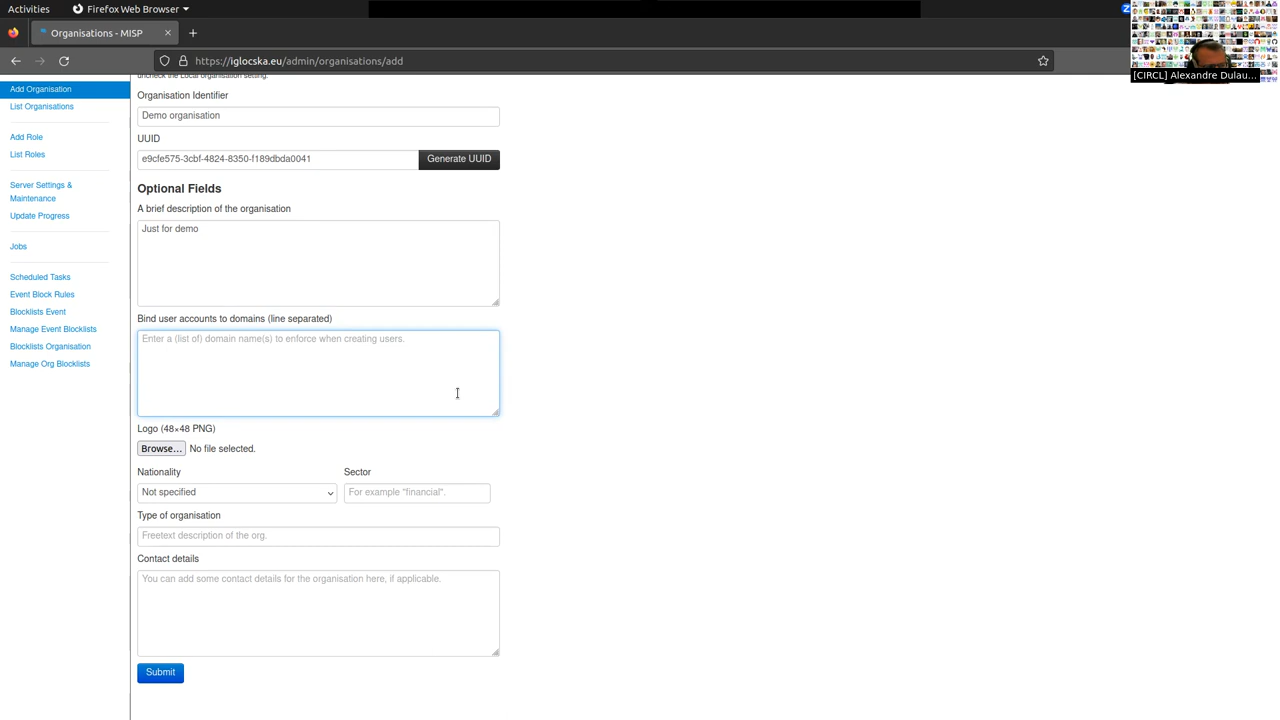 Activities
Firefox Web Browser
Organisations - MISP
https://iglocska.eu/admin/organisations/add
[CIRCL] Alexandre Dulau...
uncheck the Local organisation setting.
Add Organisation
List Organisations
Add Role
List Roles
Server Settings &
Maintenance
Update Progress
Jobs
Scheduled Tasks
Event Block Rules
Blocklists Event
Manage Event Blocklists
Blocklists Organisation
Manage Org Blocklists
Organisation Identifier
Demo organisation
UUID
e9cfe575-3cbf-4824-8350-f189dbda0041
Generate UUID
Optional Fields
A brief description of the organisation
Just for demo
Bind user accounts to domains (line separated)
Enter a (list of) domain name(s) to enforce when creating users.
Logo (48×48 PNG)
Browse... No file selected.
Nationality Sector
Not specified For example "financial".
Type of organisation
Freetext description of the org.
Contact details
You can add some contact details for the organisation here, if applicable.
Submit